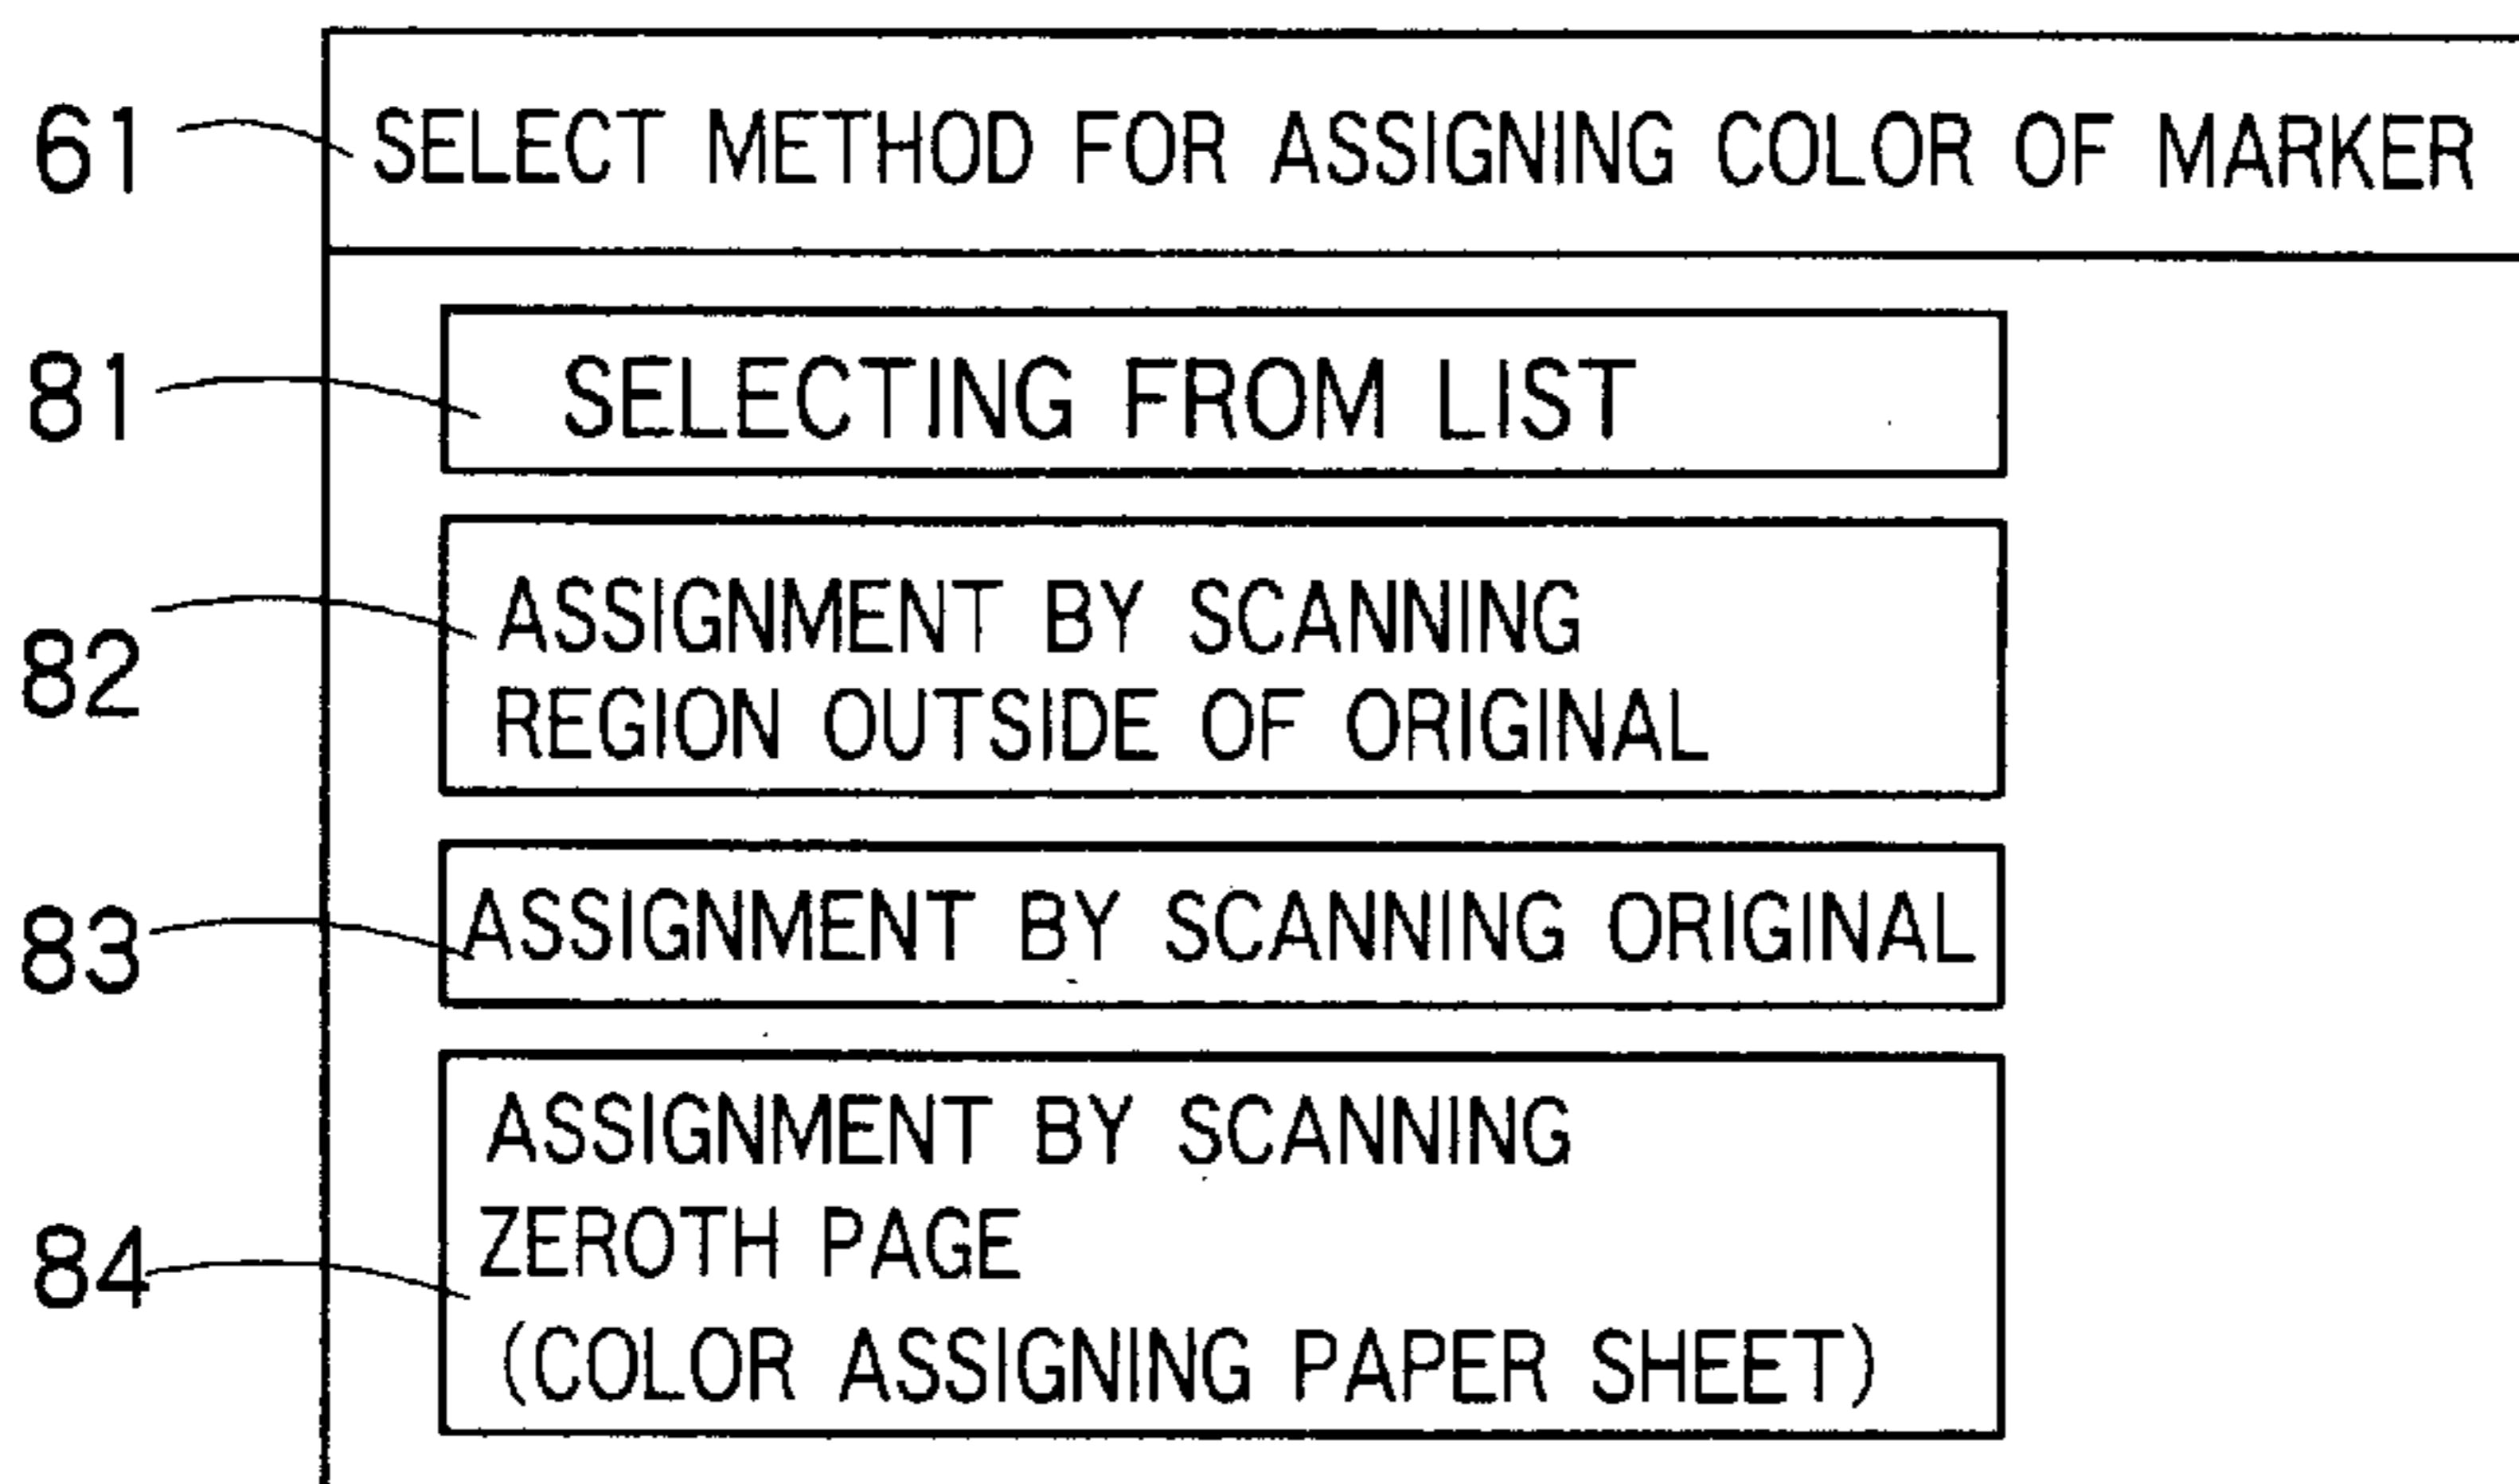 61 SELECT METHOD FOR ASSIGNING COLOR OF MARKER
81 SELECTING FROM LIST
82 ASSIGNMENT BY SCANNING
REGION OUTSIDE OF ORIGINAL
83 ASSIGNMENT BY SCANNING ORIGINAL
ASSIGNMENT BY SCANNING
84 ZEROTH PAGE
(COLOR ASSIGNING PAPER SHEET)